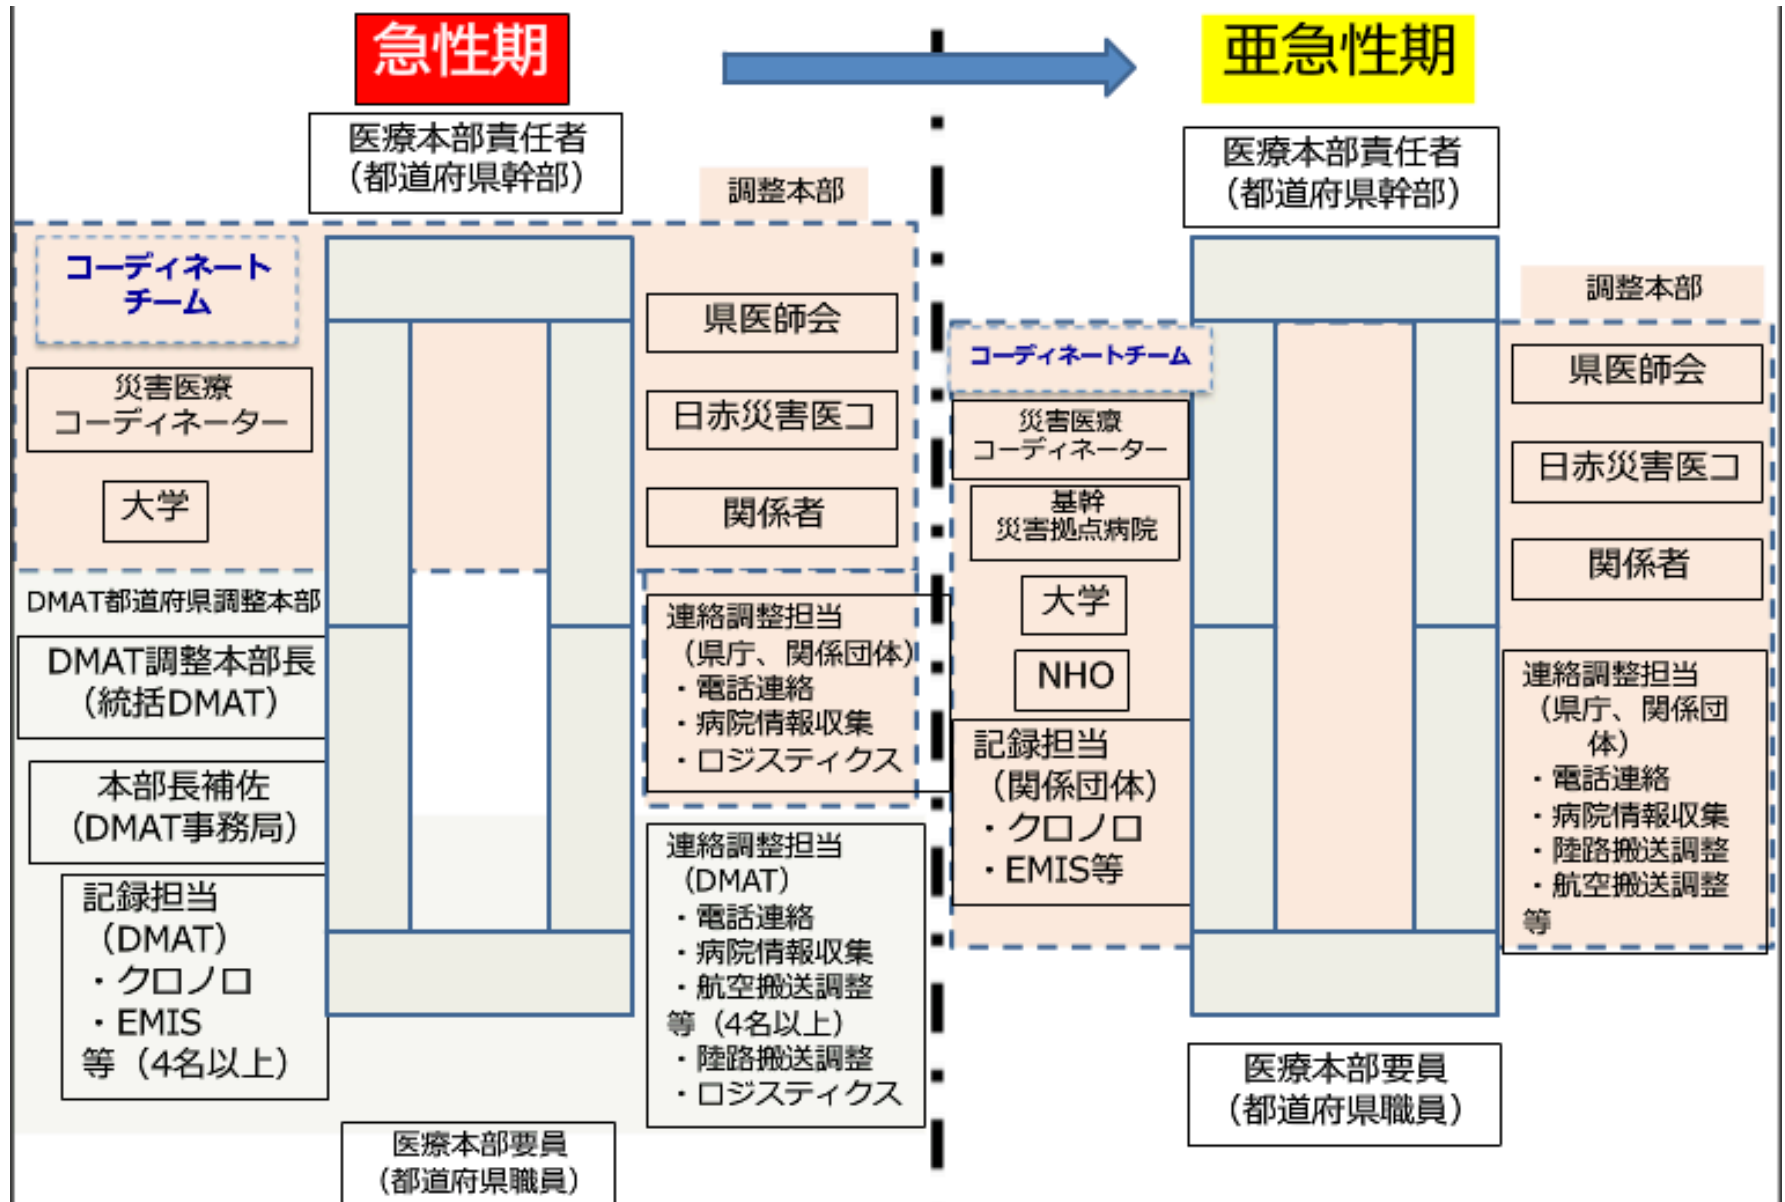 急性期
亜急性期
医療本部責任者
（都道府県幹部）
調整本部
コーディネート
チーム
災害医療
コーディネーター
大学
県医師会
日赤災害医コ
関係者
DMAT都道府県調整本部
DMAT調整本部長
（統括DMAT）
本部長補佐
（DMAT事務局）
記録担当
（DMAT）
・クロノロ
・EMIS
等（4名以上）
連絡調整担当
（県庁、関係団体）
・電話連絡
・病院情報収集
・ロジスティクス
連絡調整担当
（DMAT）
・電話連絡
・病院情報収集
・航空搬送調整
等（4名以上）
・陸路搬送調整
・ロジスティクス
医療本部要員
（都道府県職員）
医療本部責任者
（都道府県幹部）
調整本部
コーディネートチーム
災害医療
コーディネーター
基幹
災害拠点病院
大学
NHO
記録担当
（関係団体）
・クロノロ
・EMIS等
県医師会
日赤災害医コ
関係者
連絡調整担当
（県庁、関係団
体）
・電話連絡
・病院情報収集
・陸路搬送調整
・航空搬送調整
等
医療本部要員
（都道府県職員）